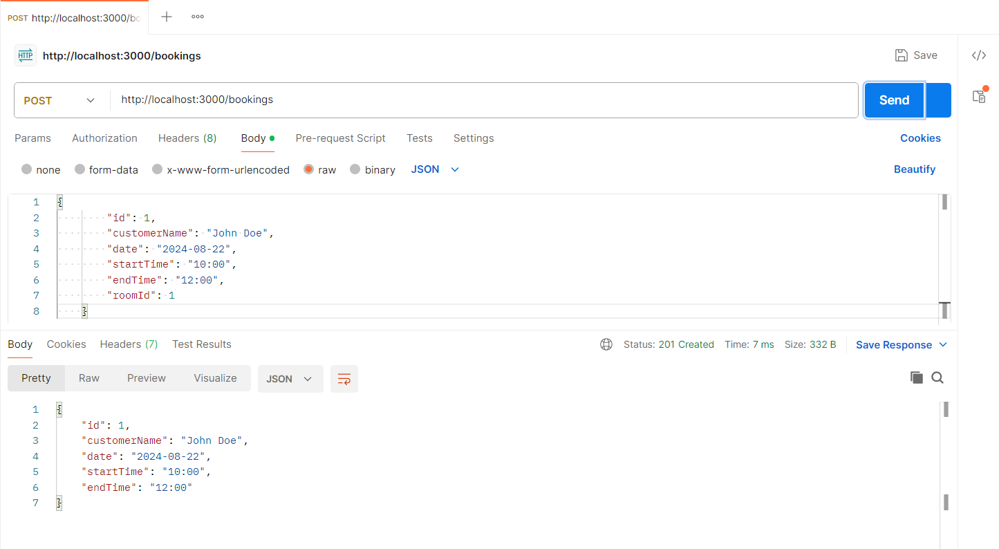 POST http://localhost:3000/bo
HTTP http://localhost:3000/bookings Save </>
POST http://localhost:3000/bookings Send
Params Authorization Headers (8) Body Pre-request Script Tests Settings Cookies
none form-data x-www-form-urlencoded raw binary JSON Beautify
1 {
2 "id": 1,
3 "customerName": "John Doe",
4 "date": "2024-08-22",
5 "startTime": "10:00",
6 "endTime": "12:00",
7 "roomId": 1
8 }
Body Cookies Headers (7) Test Results Status: 201 Created Time: 7 ms Size: 332 B Save Response
Pretty Raw Preview Visualize JSON
1 {
2 "id": 1,
3 "customerName": "John Doe",
4 "date": "2024-08-22",
5 "startTime": "10:00",
6 "endTime": "12:00"
7 }